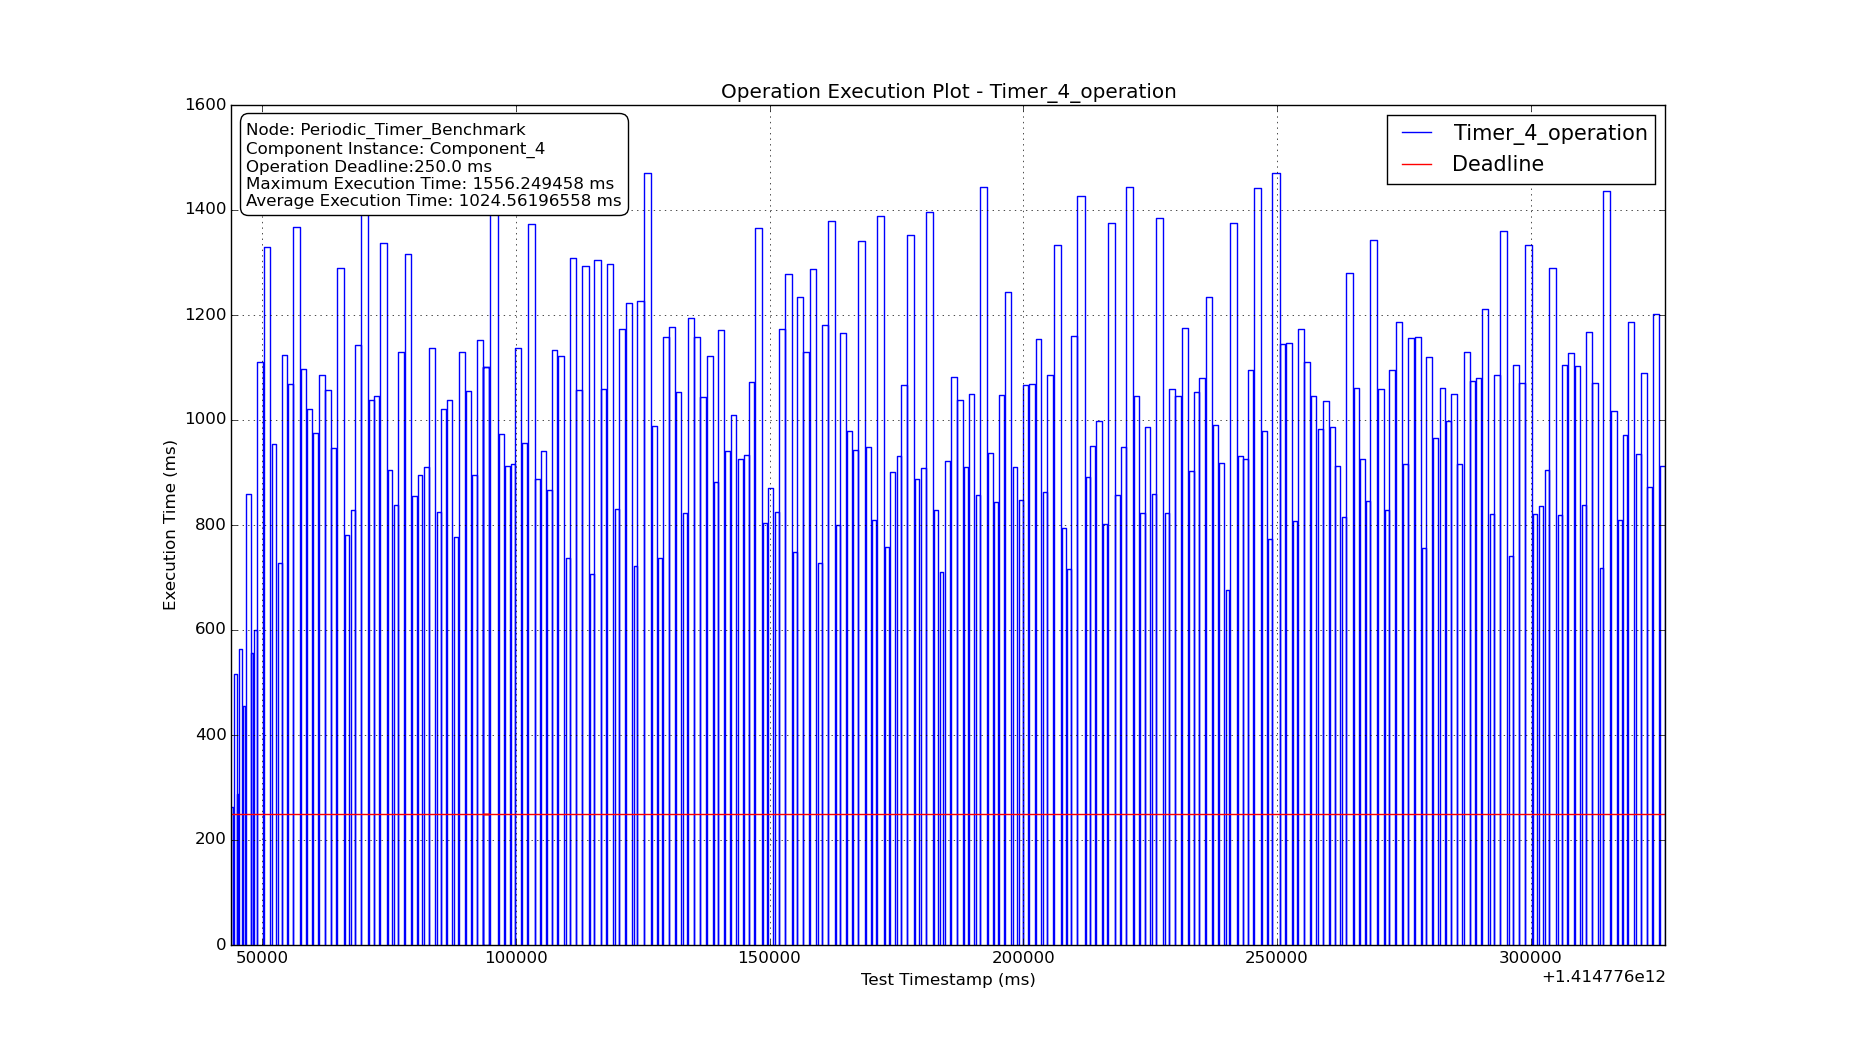 Operation Execution Plot - Timer_4_operation
Node: Periodic_Timer_Benchmark
Component Instance: Component_4
Operation Deadline:250.0 ms
Maximum Execution Time: 1556.249458 ms
Average Execution Time: 1024.56196558 ms
Timer_4_operation
Deadline
1600
1400
1200
1000
800
600
400
200
0
Execution Time (ms)
50000 100000 150000 200000 250000 300000
+1.414776e12
Test Timestamp (ms)